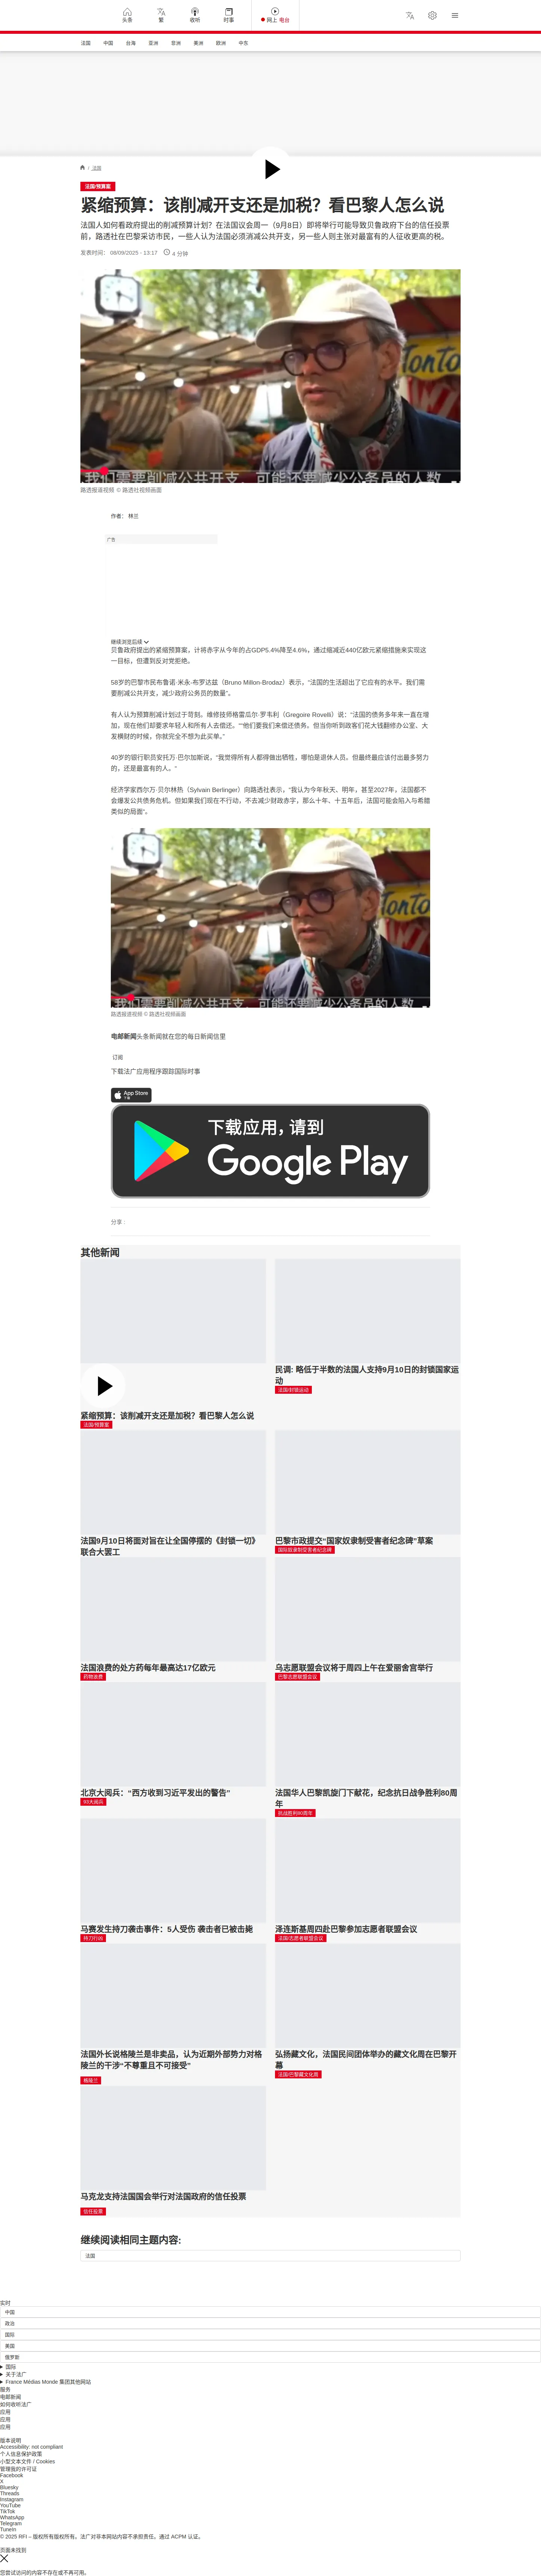 头条
繁
收听
时事
网上 电台
法国
中国
台海
亚洲
非洲
美洲
欧洲
中东
/ 法国
法国/预算案
紧缩预算：该削减开支还是加税？看巴黎人怎么说
法国人如何看政府提出的削减预算计划？在法国议会周一（9月8日）即将举行可能导致贝鲁政府下台的信任投票
前，路透社在巴黎采访市民，一些人认为法国必须消减公共开支，另一些人则主张对最富有的人征收更高的税。
发表时间： 08/09/2025 - 13:17
4 分钟
我们需要削减公共开支，可能还要减少公务员的人数
路透报道视频 © 路透社视频画面
作者： 林兰
广告
继续浏览后续
贝鲁政府提出的紧缩预算案，计将赤字从今年的占GDP5.4%降至4.6%，通过缩减近440亿欧元紧缩措施来实现这
一目标，但遭到反对党拒绝。
58岁的巴黎市民布鲁诺·米永-布罗达兹（Bruno Millon-Brodaz）表示，"法国的生活超出了它应有的水平。我们需
要削减公共开支，减少政府公务员的数量"。
有人认为预算削减计划过于苛刻。维修技师格雷瓜尔·罗韦利（Gregoire Rovelli）说："法国的债务多年来一直在增
加，现在他们却要求年轻人和所有人去偿还。""他们要我们来偿还债务。但当你听到政客们花大钱翻修办公室、大
友横财的时候，你就完全不想为此买单。"
40岁的银行职员安托万·巴尔加斯说，"我觉得所有人都得做出牺牲，哪怕是退休人员。但最终最应该付出最多努力
的，还是最富有的人。"
经济学家西尔万·贝尔林热（Sylvain Berlinger）向路透社表示，"我认为今年秋天、明年，甚至2027年，法国都不
会爆发公共债务危机。但如果我们现在不行动，不去减少财政赤字，那么十年、十五年后，法国可能会陷入与希腊
类似的局面"。
我们需要削减公共开支，可能还要减少公务员的人数
路透报道视频 © 路透社视频画面
电邮新闻头条新闻就在您的每日新闻信里
订阅
下载法广应用程序跟踪国际时事
App Store
下载应用，请到
Google Play
分享 :
其他新闻
民调: 略低于半数的法国人支持9月10日的封锁国家运
动
法国/封锁运动
紧缩预算：该削减开支还是加税？看巴黎人怎么说
法国/预算案
法国9月10日将面对旨在让全国停摆的《封锁一切》
联合大罢工
巴黎市政提交"国家奴隶制受害者纪念碑"草案
国际奴隶制受害者纪念碑
法国浪费的处方药每年最高达17亿欧元
药物浪费
乌志愿联盟会议将于周四上午在爱丽舍宫举行
巴黎志愿联盟会议
北京大阅兵："西方收到习近平发出的警告"
93大阅兵
法国华人巴黎凯旋门下献花，纪念抗日战争胜利80周
年
抗战胜利80周年
马赛发生持刀袭击事件：5人受伤 袭击者已被击毙
持刀行凶
泽连斯基周四赴巴黎参加志愿者联盟会议
法国/志愿者联盟会议
法国外长说格陵兰是非卖品，认为近期外部势力对格
陵兰的干涉"不尊重且不可接受"
格陵兰
弘扬藏文化，法国民间团体举办的藏文化周在巴黎开
幕
法国/巴黎藏文化周
马克龙支持法国国会举行对法国政府的信任投票
信任投票
继续阅读相同主题内容:
法国
实时
中国
政治
国际
美国
俄罗斯
国际
关于法广
France Médias Monde 集团其他网站
服务
电邮新闻
如何收听法广
应用
应用
应用
版本说明
Accessibility: not compliant
个人信息保护政策
小型文本文件 / Cookies
管理我的许可证
Facebook
X
Bluesky
Threads
Instagram
YouTube
TikTok
WhatsApp
Telegram
TuneIn
© 2025 RFI – 版权所有版权所有。法广对非本网站内容不承担责任。通过 ACPM 认证。
页面未找到
您尝试访问的内容不存在或不再可用。